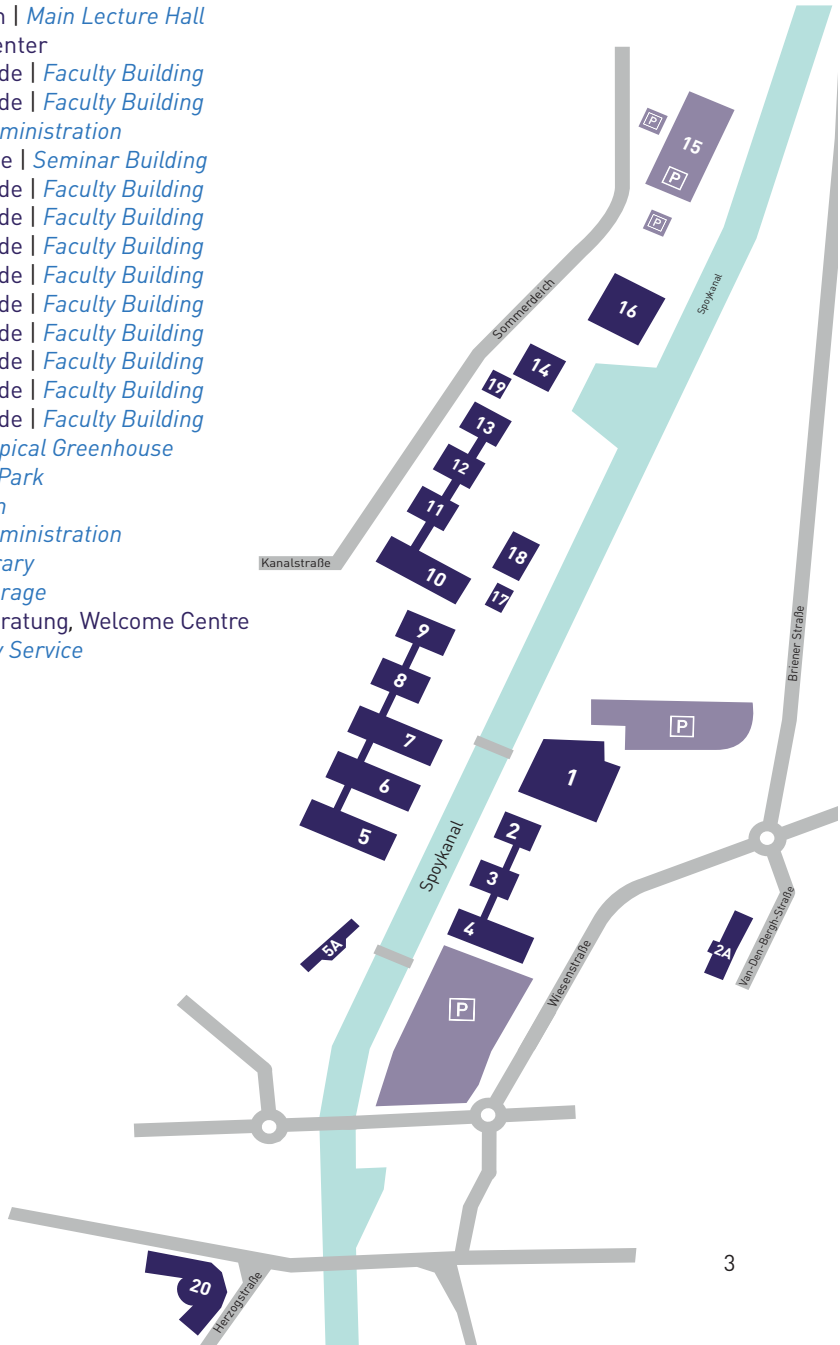 n | Main Lecture Hall
enter
de | Faculty Building
de | Faculty Building
ministration
e | Seminar Building
de | Faculty Building
de | Faculty Building
de | Faculty Building
de | Faculty Building
de | Faculty Building
de | Faculty Building
de | Faculty Building
de | Faculty Building
de | Faculty Building
pical Greenhouse
Park
n
ministration
rary
rage
ratung, Welcome Centre
y Service
P
15
P
P
Spoykanal
16
Sommerdeich
14
19
13
12
11
18
Kanalstraße
10
17
9
Briener Straße
8
P
7
1
6
2
5
Spoykanal
3
4
5A
2A
Van-Den-Bergh-Straße
Wiesenstraße
P
3
20
Herzogstraße